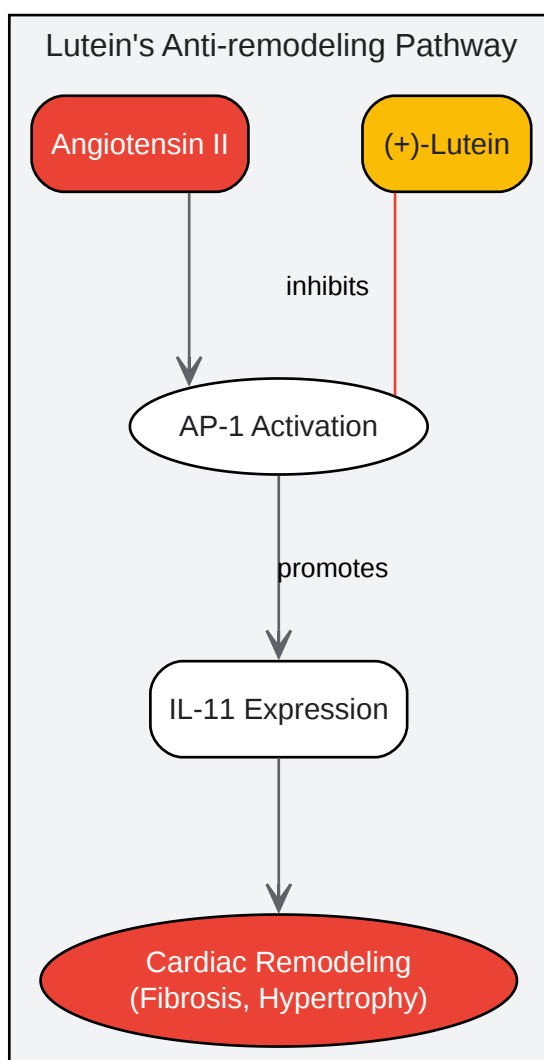 Lutein's Anti-remodeling Pathway
Angiotensin II
(+)-Lutein
inhibits
AP-1 Activation
promotes
IL-11 Expression
Cardiac Remodeling
(Fibrosis, Hypertrophy)